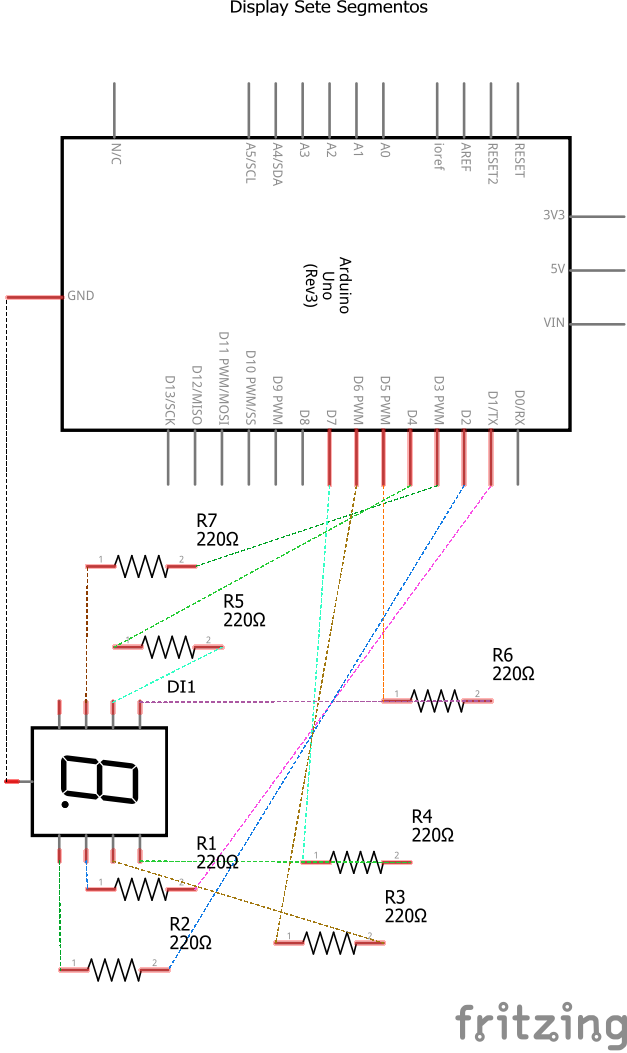 Display Sete Segmentos
N/C
A5/SCL
A4/SDA
A3
A2
A1
A0
ioref
AREF
RESET2
RESET
3V3
5V
VIN
GND
Arduino
Uno
(Rev3)
D13/SCK
D12/MISO
D11 PWM/MOSI
D10 PWM/SS
D9 PWM
D8
D7
D6 PWM
D5 PWM
D4
D3 PWM
D2
D1/TX
D0/RX
R7
220Ω
1
2
R5
220Ω
1
2
R6
220Ω
1
2
DI1
R4
220Ω
1
2
R1
220Ω
1
2
R3
220Ω
1
2
R2
220Ω
1
2
fritzing